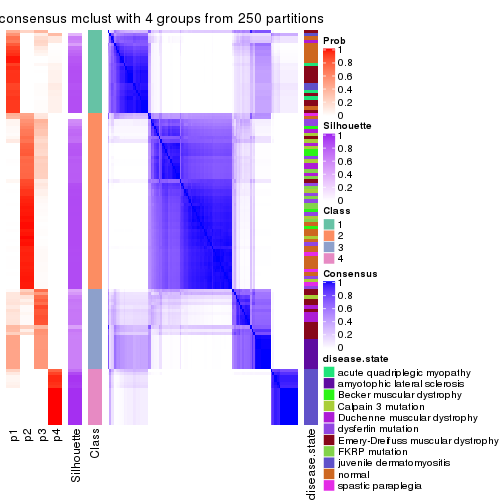 consensus mclust with 4 groups from 250 partitions
Prob
1
0.8
0.6
0.4
0.2
0
Silhouette
1
0.8
0.6
0.4
0.2
0
Class
1
2
3
4
Consensus
1
0.8
0.6
0.4
0.2
0
disease.state
acute quadriplegic myopathy
amyotophic lateral sclerosis
Becker muscular dystrophy
Calpain 3 mutation
Duchenne muscular dystrophy
dysferlin mutation
Emery-Dreifuss muscular dystrophy
FKRP mutation
juvenile dermatomyositis
normal
spastic paraplegia
p1
p2
p3
p4
Silhouette
Class
disease.state